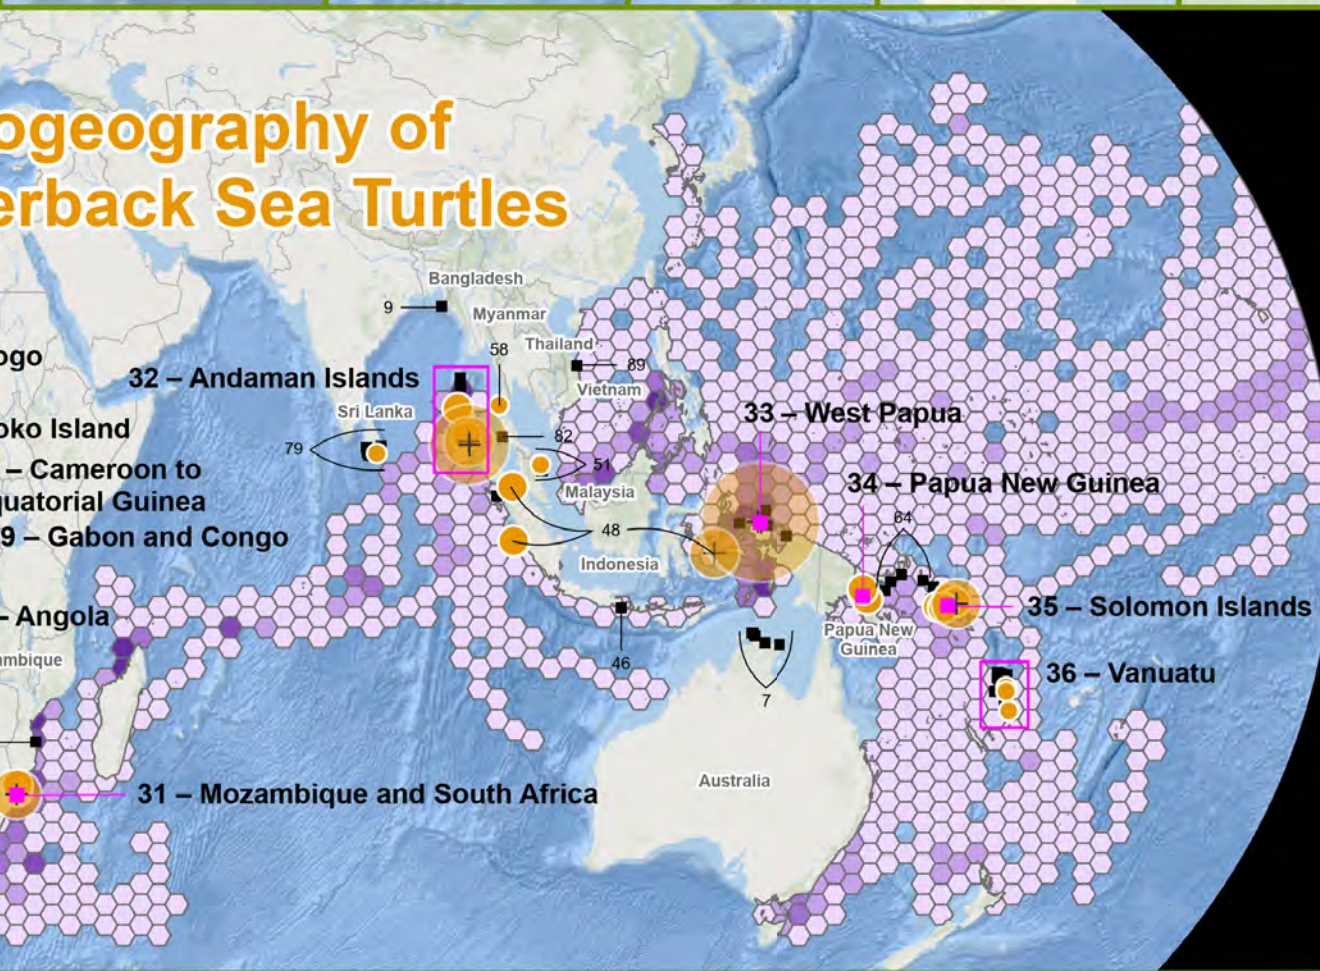 ogeography of
erback Sea Turtles
Bangladesh
9
Myanmar
Thailand
58
ogo
89
32 – Andaman Islands
Vietnam
Sri Lanka
33 – West Papua
oko Island
79
82
– Cameroon to
51
34 – Papua New Guinea
quatorial Guinea
Malaysia
64
9 – Gabon and Congo
48
Indonesia
– Angola
35 – Solomon Islands
Papua New
Guinea
ambique
46
36 – Vanuatu
7
Australia
31 – Mozambique and South Africa